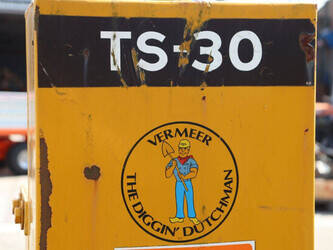 TS-30
VERMEER
THE DIGGIN' DUTCHMAN